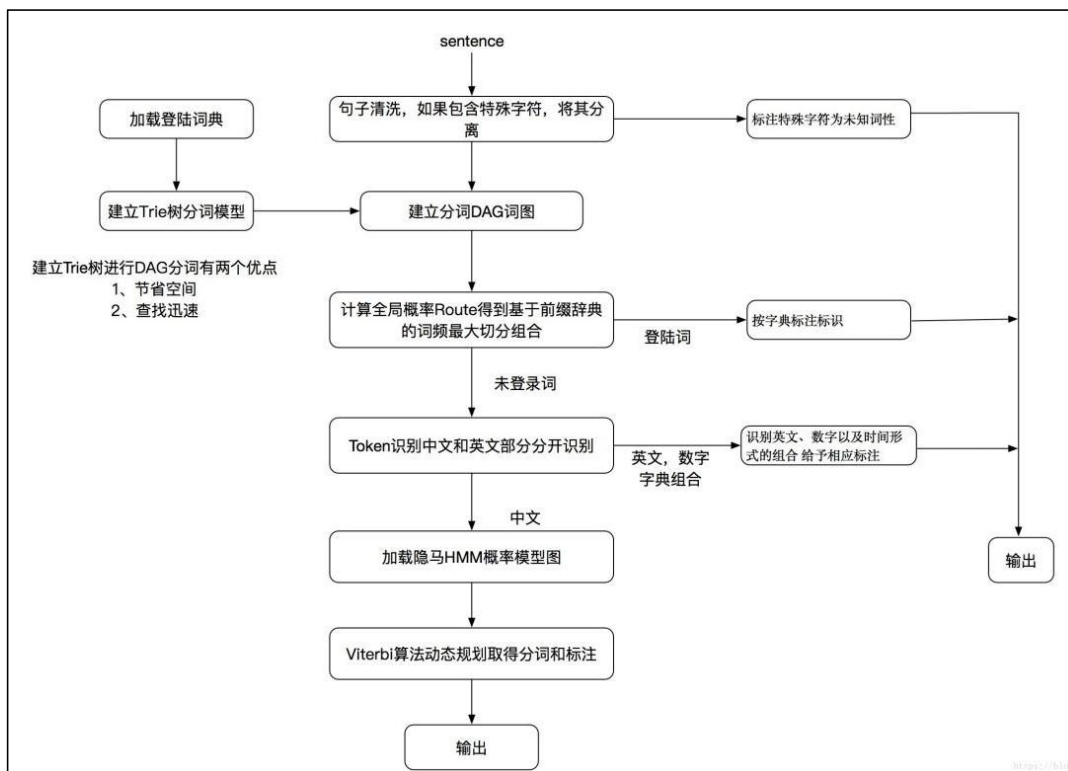 sentence
句子清洗，如果包含特殊字符，将其分
离
标注特殊字符为未知词性
加载登陆词典
建立Trie树分词模型
建立分词DAG词图
建立Trie树进行DAG分词有两个优点
1、节省空间
2、查找迅速
计算全局概率Route得到基于前缀辞典
的词频最大切分组合
登陆词
按字典标注标识
未登录词
Token识别中文和英文部分分开识别
英文，数字
字典组合
识别英文、数字以及时间形
式的组合 给予相应标注
中文
加载隐马HMM概率模型图
输出
Viterbi算法动态规划取得分词和标注
输出